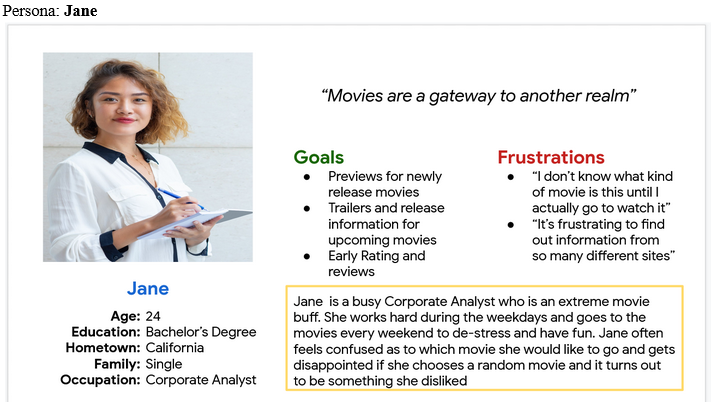 Persona: Jane
“Movies are a gateway to another realm”
Goals
● Previews for newly
release movies
● Trailers and release
information for
upcoming movies
● Early Rating and
reviews
Frustrations
● “I don’t know what kind
of movie is this until I
actually go to watch it”
● “It’s frustrating to find
out information from
so many different sites”
Jane
Age: 24
Education: Bachelor’s Degree
Hometown: California
Family: Single
Occupation: Corporate Analyst
Jane is a busy Corporate Analyst who is an extreme movie
buff. She works hard during the weekdays and goes to the
movies every weekend to de-stress and have fun. Jane often
feels confused as to which movie she would like to go and gets
disappointed if she chooses a random movie and it turns out
to be something she disliked